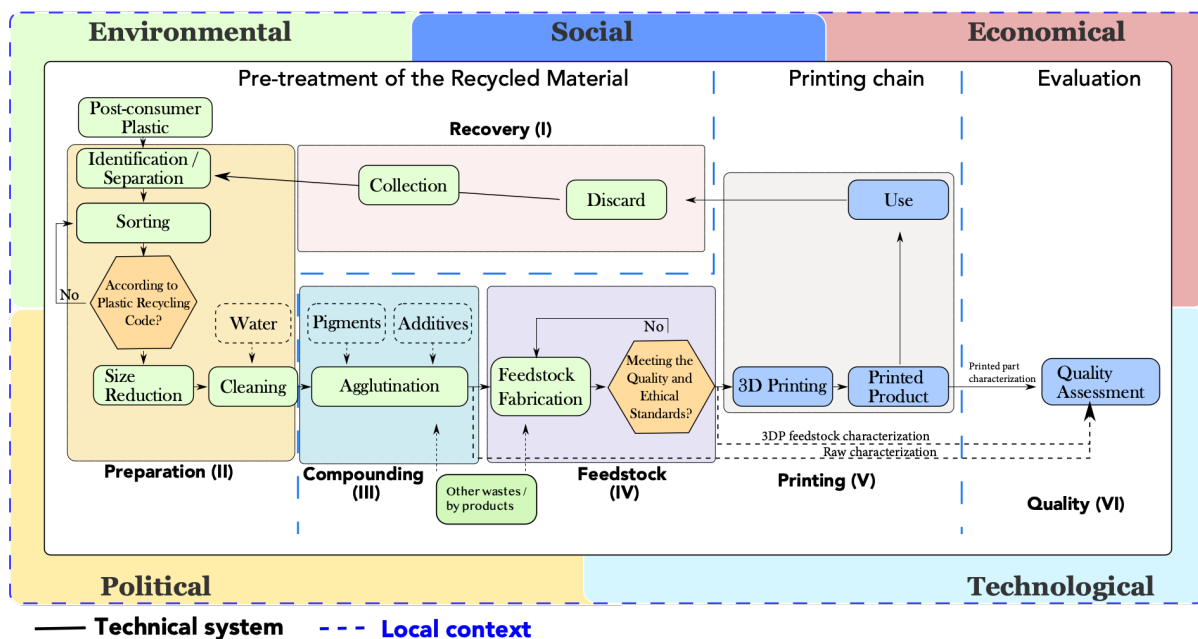 Environmental
Social
Economical
Pre-treatment of the Recycled Material
Printing chain
Evaluation
Post-consumer
Plastic
Recovery (I)
Identification /
Separation
Collection
Discard
Use
Sorting
No
According to
Plastic Recycling
Code?
Water
Pigments
Additives
No
Meeting the
Quality and
Ethical
Standards?
Size
Reduction
Cleaning
Agglutination
Feedstock
Fabrication
3D Printing
Printed
Product
Printed part
characterization
Quality
Assessment
3DP feedstock characterization
Raw characterization
Preparation (II)
Compounding
(III)
Other wastes /
by products
Feedstock
(IV)
Printing (V)
Quality (VI)
Political
Technological
Technical system
Local context